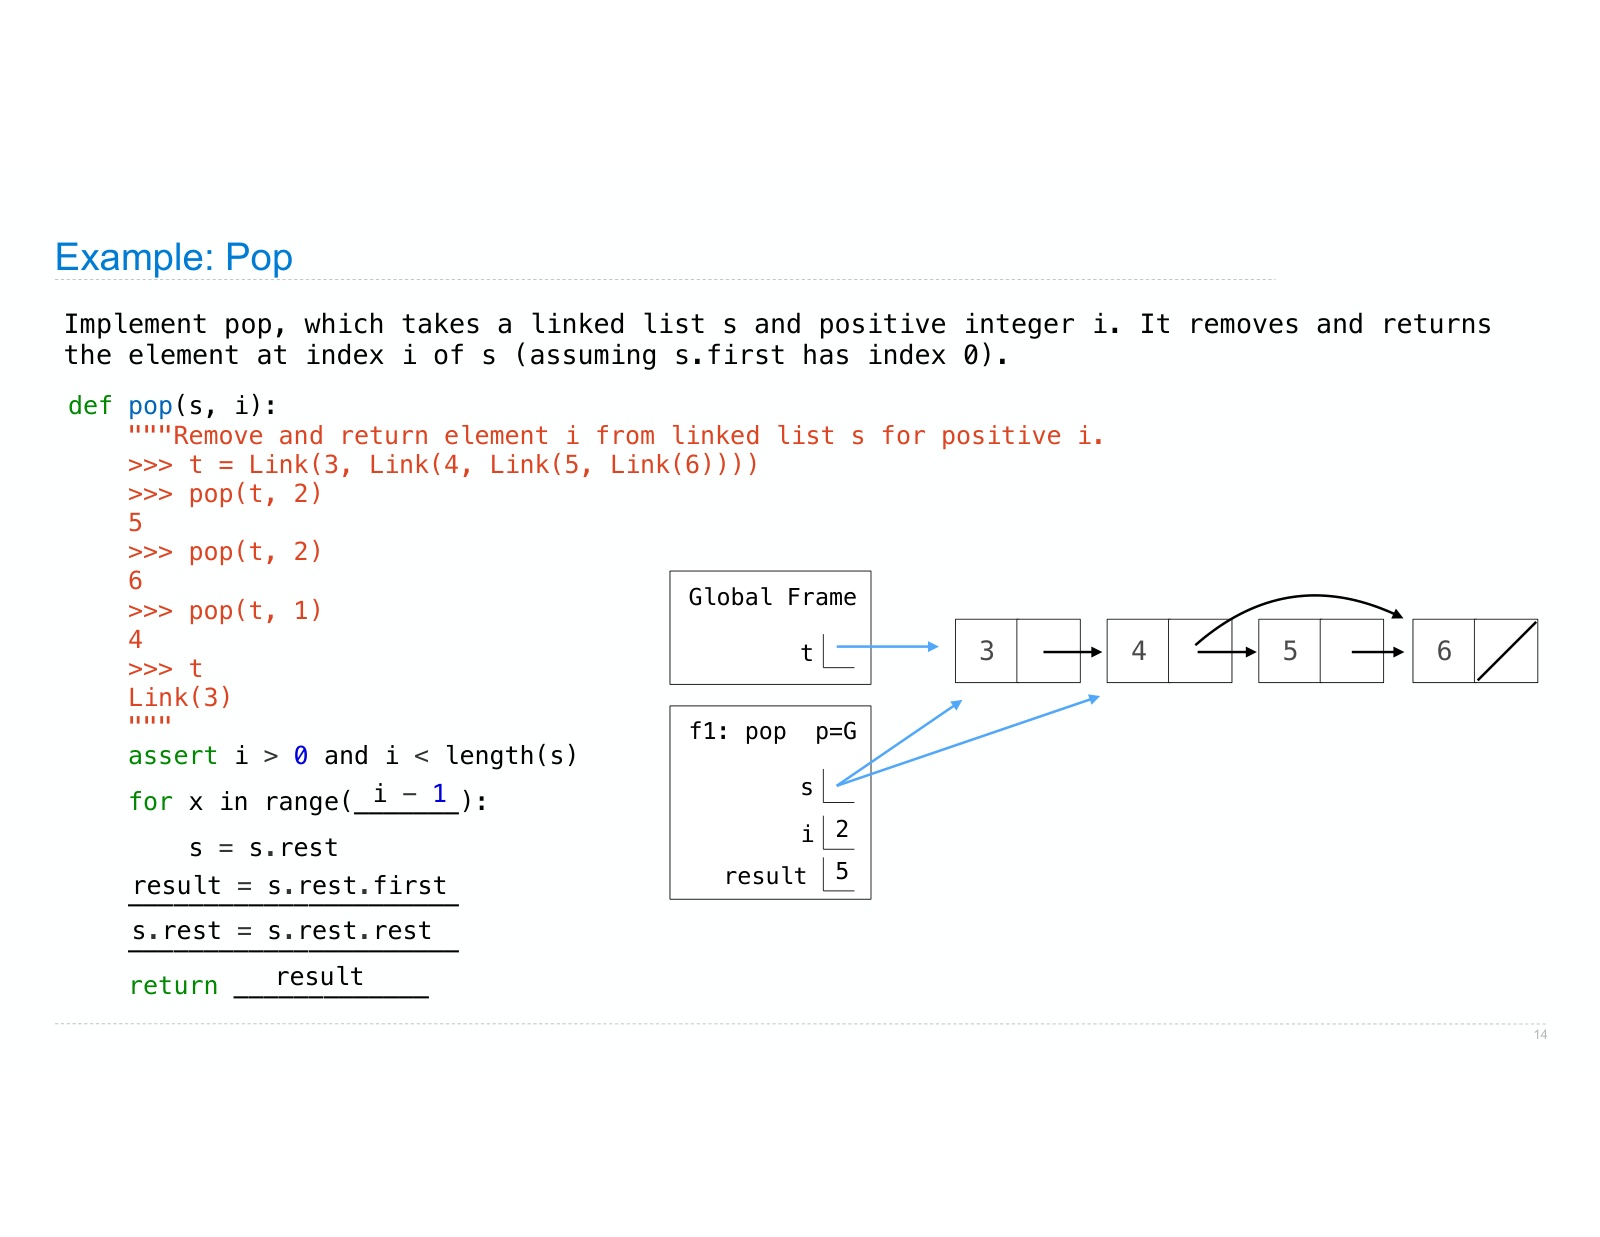 Example: Pop
Implement pop, which takes a linked list s and positive integer i. It removes and returns
the element at index i of s (assuming s.first has index 0).
def pop(s, i):
    """Remove and return element i from linked list s for positive i.
    >>> t = Link(3, Link(4, Link(5, Link(6))))
    >>> pop(t, 2)
    5
    >>> pop(t, 2)
    6
    >>> pop(t, 1)
    4
    >>> t
    Link(3)
    """
    assert i > 0 and i < length(s)
    for x in range( i - 1 ):
        s = s.rest
    result = s.rest.first
    s.rest = s.rest.rest
    return result
Global Frame
t
3 4 5 6
f1: pop p=G
s
i 2
result 5
14